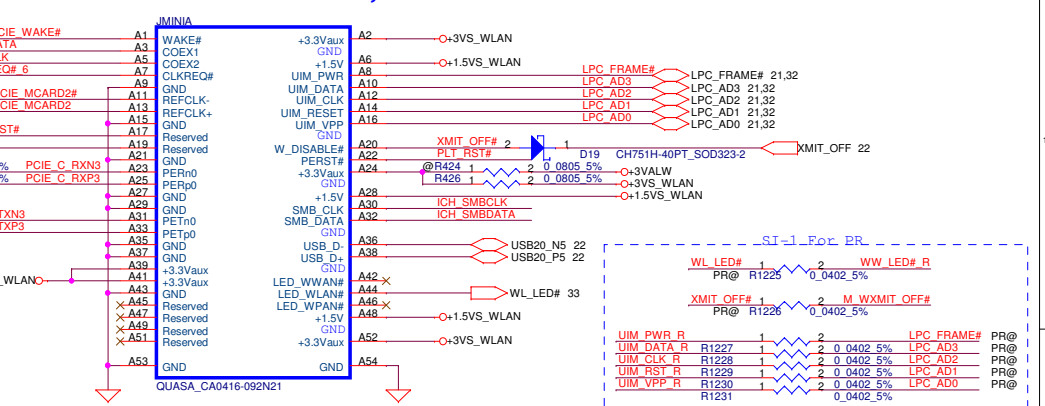 JMINIA
CIE_WAKE# A1 WAKE# +3.3Vaux A2 +3VS_WLAN
ATA A3 COEX1 GND
LK A5 COEX2 +1.5V A6 +1.5VS_WLAN
EQ#_6 A7 CLKREQ# UIM_PWR A8 LPC_FRAME# LPC_FRAME# 21,32
A9 GND UIM_DATA A10 LPC_AD3 LPC_AD3 21,32
CIE_MCARD2# A11 REFCLK- UIM_CLK A12 LPC_AD2 LPC_AD2 21,32
CIE_MCARD2 A13 REFCLK+ UIM_RESET A14 LPC_AD1 LPC_AD1 21,32
A15 GND UIM_VPP A16 LPC_AD0 LPC_AD0 21,32
ST# A17 Reserved GND
A19 Reserved W_DISABLE# A20 XMIT_OFF# 2 1 XMIT_OFF 22
D19 CH751H-40PT_SOD323-2
A21 GND PERST# A22 PLT_RST#
% PCIE_C_RXN3 A23 PERn0 +3.3Vaux A24 @R424 1 2 0_0805_5% +3VALW
% PCIE_C_RXP3 A25 PERp0 GND R426 1 2 0_0805_5% +3VS_WLAN
A27 GND +1.5V A28 +1.5VS_WLAN
A29 GND SMB_CLK A30 ICH_SMBCLK
TXN3 A31 PETn0 SMB_DATA A32 ICH_SMBDATA
TXP3 A33 PETp0 GND
A35 GND USB_D- A36 USB20_N5 22
A37 GND USB_D+ A38 USB20_P5 22
A39 +3.3Vaux GND
_WLAN A41 +3.3Vaux LED_WWAN# A42
A43 GND LED_WLAN# A44 WL_LED# 33
A45 Reserved LED_WPAN# A46
A47 Reserved +1.5V A48 +1.5VS_WLAN
A49 Reserved GND
A51 Reserved +3.3Vaux A52 +3VS_WLAN
A53 GND GND A54
QUASA_CA0416-092N21
SI-1 For PR
WL_LED# 1 2 WW_LED#_R
PR@ R1225 0_0402_5%
XMIT_OFF# 1 2 M_WXMIT_OFF#
PR@ R1226 0_0402_5%
UIM_PWR_R 1 2 LPC_FRAME# PR@
UIM_DATA_R R1227 1 2 0_0402_5% LPC_AD3 PR@
UIM_CLK_R R1228 1 2 0_0402_5% LPC_AD2 PR@
UIM_RST_R R1229 1 2 0_0402_5% LPC_AD1 PR@
UIM_VPP_R R1230 1 2 0_0402_5% LPC_AD0 PR@
R1231 0_0402_5%